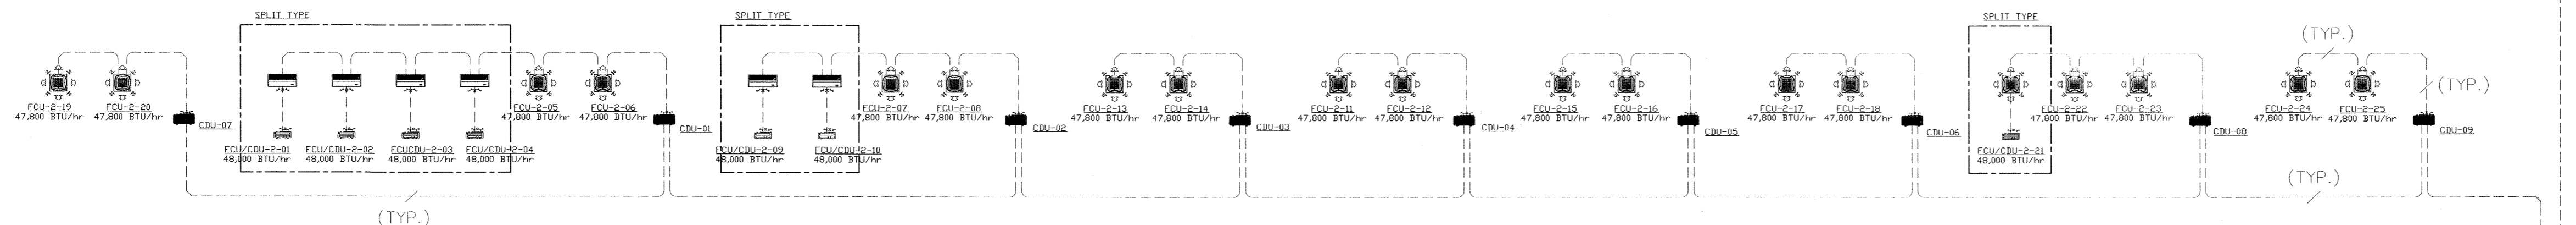 SPLIT TYPE
SPLIT TYPE
SPLIT TYPE
(TYP.)
(TYP.)
FCU-2-19
47,800 BTU/hr
FCU-2-20
47,800 BTU/hr
CDU-07
FCU/CDU-2-01
48,000 BTU/hr
FCU/CDU-2-02
48,000 BTU/hr
FCUCDU-2-03
48,000 BTU/hr
FCU/CDU-2-04
48,000 BTU/hr
FCU-2-05
47,800 BTU/hr
FCU-2-06
47,800 BTU/hr
CDU-01
FCU/CDU-2-09
48,000 BTU/hr
FCU/CDU-2-10
48,000 BTU/hr
FCU-2-07
47,800 BTU/hr
FCU-2-08
47,800 BTU/hr
CDU-02
FCU-2-13
47,800 BTU/hr
FCU-2-14
47,800 BTU/hr
CDU-03
FCU-2-11
47,800 BTU/hr
FCU-2-12
47,800 BTU/hr
CDU-04
FCU-2-15
47,800 BTU/hr
FCU-2-16
47,800 BTU/hr
CDU-05
FCU-2-17
47,800 BTU/hr
FCU-2-18
47,800 BTU/hr
CDU-06
FCU/CDU-2-21
48,000 BTU/hr
FCU-2-22
47,800 BTU/hr
FCU-2-23
47,800 BTU/hr
CDU-08
FCU-2-24
47,800 BTU/hr
FCU-2-25
47,800 BTU/hr
CDU-09
(TYP.)
(TYP.)